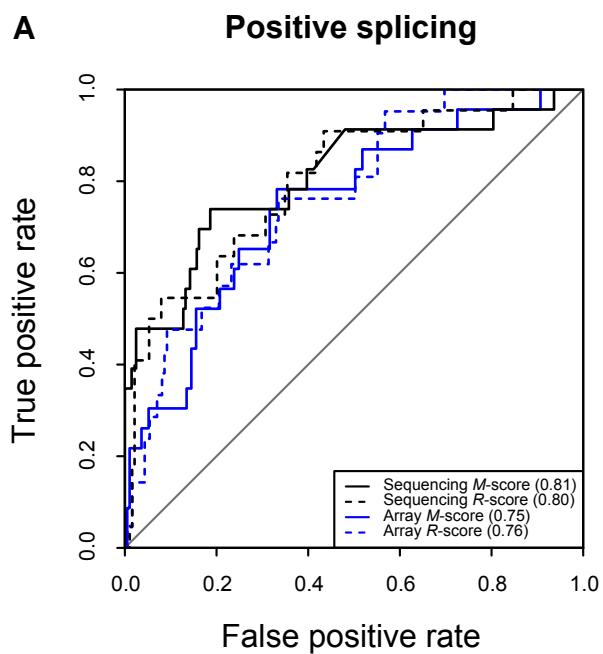 A
Positive splicing
True positive rate
1.0
0.8
0.6
0.4
0.2
0.0
Sequencing M-score (0.81)
Sequencing R-score (0.80)
Array M-score (0.75)
Array R-score (0.76)
0.0 0.2 0.4 0.6 0.8 1.0
False positive rate